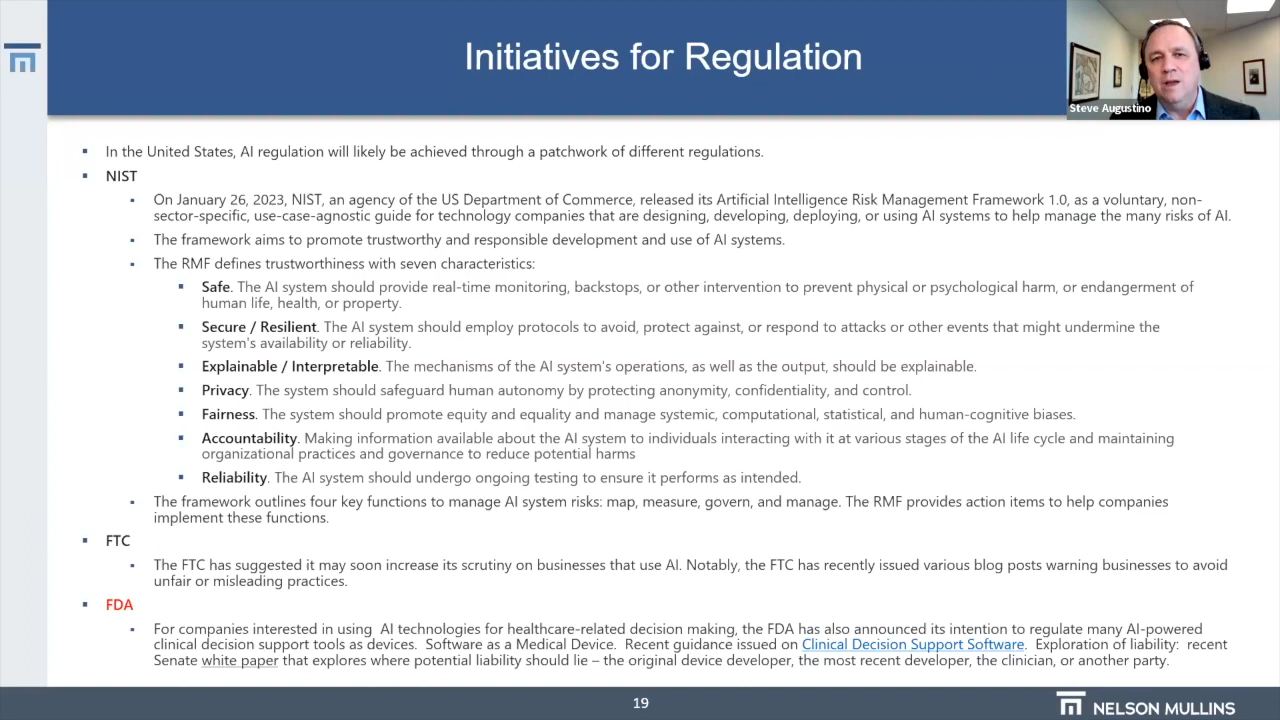 Initiatives for Regulation
Steve Augustino
In the United States, AI regulation will likely be achieved through a patchwork of different regulations.
NIST
On January 26, 2023, NIST, an agency of the US Department of Commerce, released its Artificial Intelligence Risk Management Framework 1.0, as a voluntary, non-
sector-specific, use-case-agnostic guide for technology companies that are designing, developing, deploying, or using AI systems to help manage the many risks of AI.
The framework aims to promote trustworthy and responsible development and use of AI systems.
The RMF defines trustworthiness with seven characteristics:
Safe. The AI system should provide real-time monitoring, backstops, or other intervention to prevent physical or psychological harm, or endangerment of
human life, health, or property.
Secure / Resilient. The AI system should employ protocols to avoid, protect against, or respond to attacks or other events that might undermine the
system's availability or reliability.
Explainable / Interpretable. The mechanisms of the AI system's operations, as well as the output, should be explainable.
Privacy. The system should safeguard human autonomy by protecting anonymity, confidentiality, and control.
Fairness. The system should promote equity and equality and manage systemic, computational, statistical, and human-cognitive biases.
Accountability. Making information available about the AI system to individuals interacting with it at various stages of the AI life cycle and maintaining
organizational practices and governance to reduce potential harms
Reliability. The AI system should undergo ongoing testing to ensure it performs as intended.
The framework outlines four key functions to manage AI system risks: map, measure, govern, and manage. The RMF provides action items to help companies
implement these functions.
FTC
The FTC has suggested it may soon increase its scrutiny on businesses that use AI. Notably, the FTC has recently issued various blog posts warning businesses to avoid
unfair or misleading practices.
FDA
For companies interested in using  AI technologies for healthcare-related decision making, the FDA has also announced its intention to regulate many AI-powered
clinical decision support tools as devices.  Software as a Medical Device.  Recent guidance issued on Clinical Decision Support Software.  Exploration of liability:  recent
Senate white paper that explores where potential liability should lie – the original device developer, the most recent developer, the clinician, or another party.
19
NELSON MULLINS